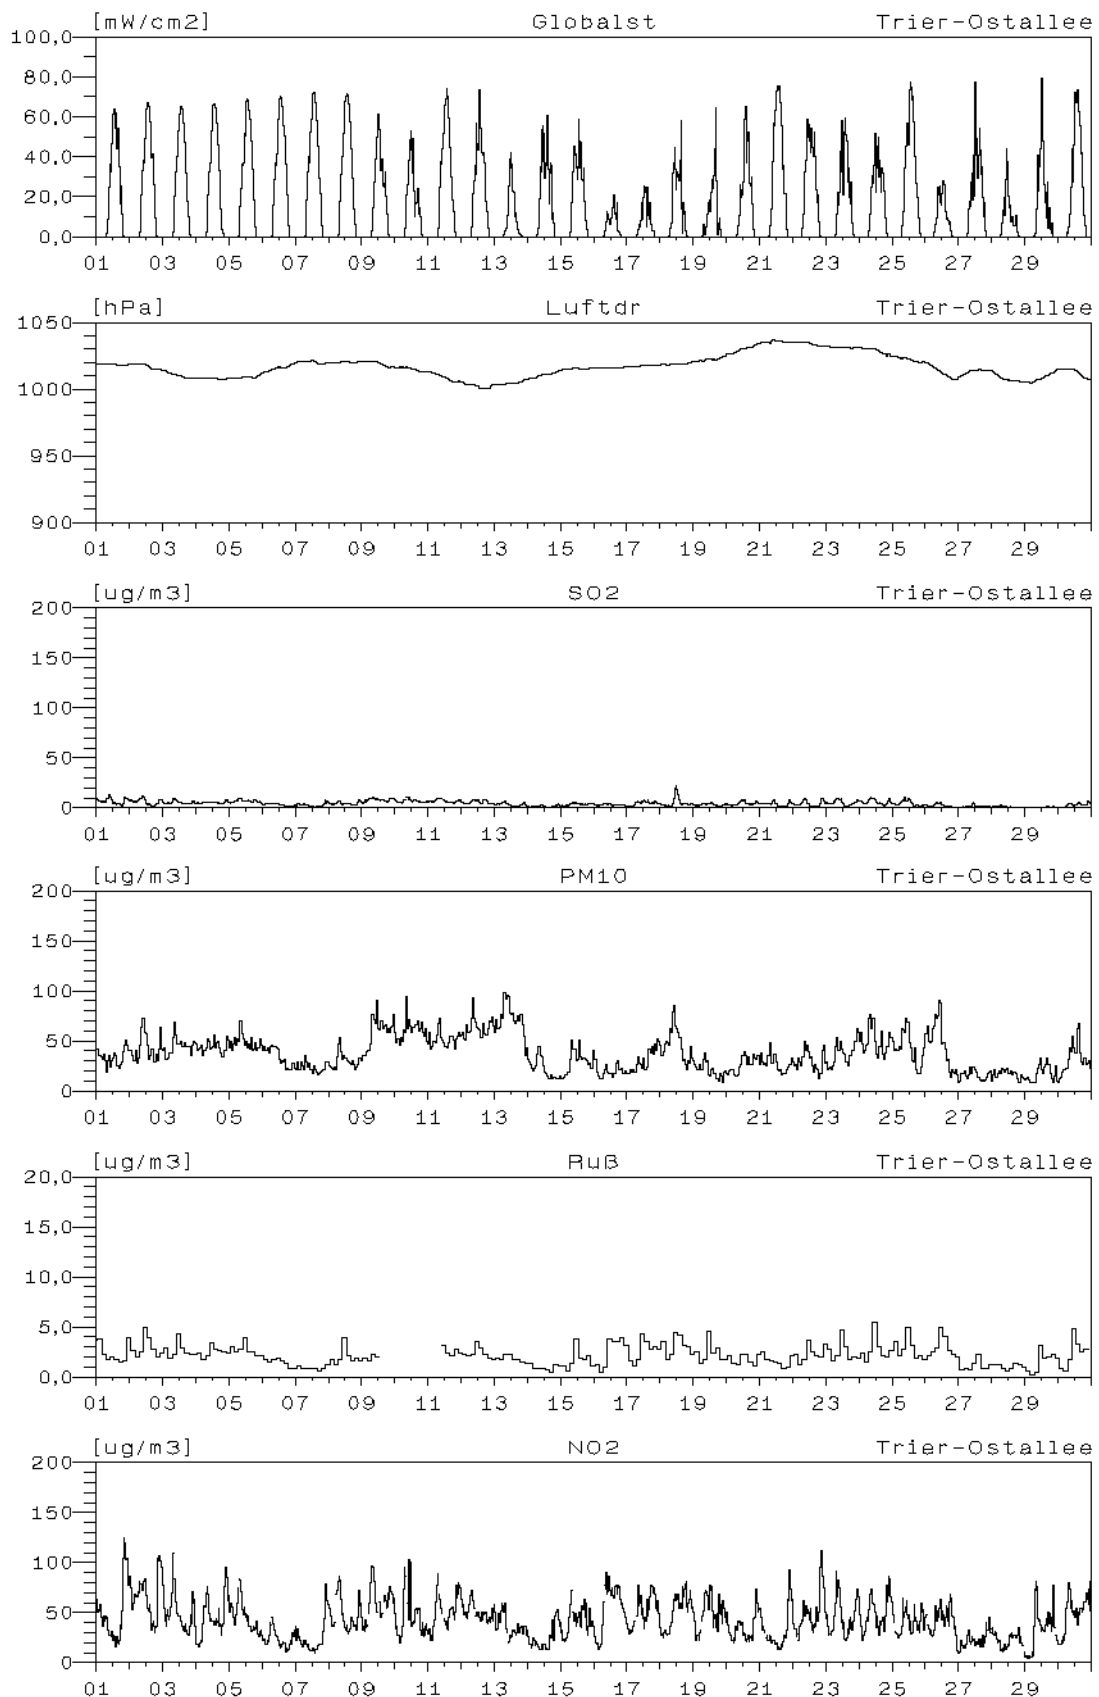 [mW/cm2] Globalst Trier-Ostallee
100,0
80,0
60,0
40,0
20,0
0,0
01 03 05 07 09 11 13 15 17 19 21 23 25 27 29
[hPa] Luftdr Trier-Ostallee
1050
1000
950
900
01 03 05 07 09 11 13 15 17 19 21 23 25 27 29
[ug/m3] SO2 Trier-Ostallee
200
150
100
50
0
01 03 05 07 09 11 13 15 17 19 21 23 25 27 29
[ug/m3] PM10 Trier-Ostallee
200
150
100
50
0
01 03 05 07 09 11 13 15 17 19 21 23 25 27 29
[ug/m3] Ruß Trier-Ostallee
20,0
15,0
10,0
5,0
0,0
01 03 05 07 09 11 13 15 17 19 21 23 25 27 29
[ug/m3] NO2 Trier-Ostallee
200
150
100
50
0
01 03 05 07 09 11 13 15 17 19 21 23 25 27 29